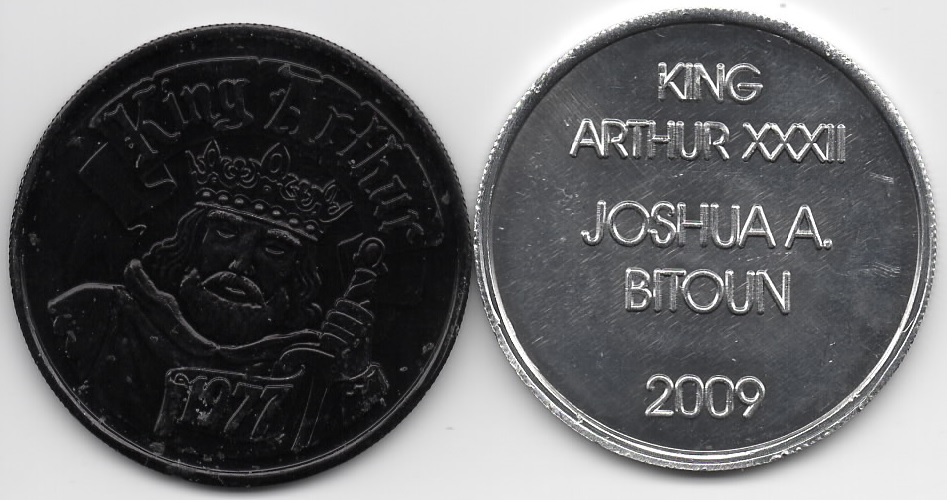 King Arthur
1977
KING
ARTHUR XXXII
JOSHUA A.
BITOUN
2009